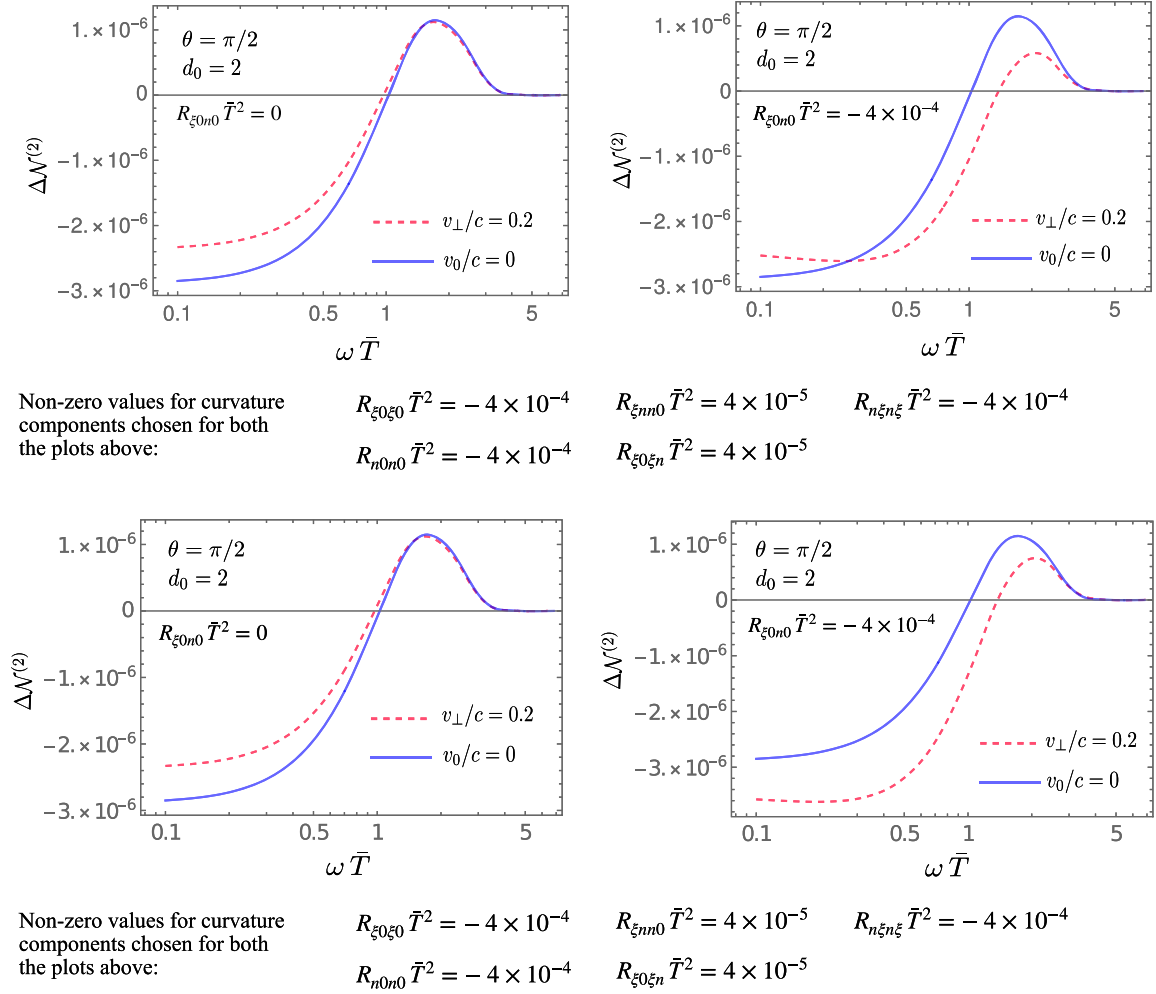 1.×10⁻⁶
0
-1.×10⁻⁶
-2.×10⁻⁶
-3.×10⁻⁶
Δ𝒩⁽²⁾
θ = π/2
d₀ = 2
R_{ξ0n0} T̄² = 0
v_⊥/c = 0.2
v₀/c = 0
0.1 0.5 1 5
ω T̄
1.×10⁻⁶
0
-1.×10⁻⁶
-2.×10⁻⁶
-3.×10⁻⁶
Δ𝒩⁽²⁾
θ = π/2
d₀ = 2
R_{ξ0n0} T̄² = − 4 × 10⁻⁴
v_⊥/c = 0.2
v₀/c = 0
0.1 0.5 1 5
ω T̄
Non-zero values for curvature
components chosen for both
the plots above:
R_{ξ0ξ0} T̄² = − 4 × 10⁻⁴ R_{ξnn0} T̄² = 4 × 10⁻⁵ R_{nξnξ} T̄² = − 4 × 10⁻⁴
R_{n0n0} T̄² = − 4 × 10⁻⁴ R_{ξ0ξn} T̄² = 4 × 10⁻⁵
1.×10⁻⁶
0
-1.×10⁻⁶
-2.×10⁻⁶
-3.×10⁻⁶
Δ𝒩⁽²⁾
θ = π/2
d₀ = 2
R_{ξ0n0} T̄² = 0
v_⊥/c = 0.2
v₀/c = 0
0.1 0.5 1 5
ω T̄
1.×10⁻⁶
0
-1.×10⁻⁶
-2.×10⁻⁶
-3.×10⁻⁶
Δ𝒩⁽²⁾
θ = π/2
d₀ = 2
R_{ξ0n0} T̄² = − 4 × 10⁻⁴
v_⊥/c = 0.2
v₀/c = 0
0.1 0.5 1 5
ω T̄
Non-zero values for curvature
components chosen for both
the plots above:
R_{ξ0ξ0} T̄² = − 4 × 10⁻⁴ R_{ξnn0} T̄² = 4 × 10⁻⁵ R_{nξnξ} T̄² = − 4 × 10⁻⁴
R_{n0n0} T̄² = − 4 × 10⁻⁴ R_{ξ0ξn} T̄² = 4 × 10⁻⁵